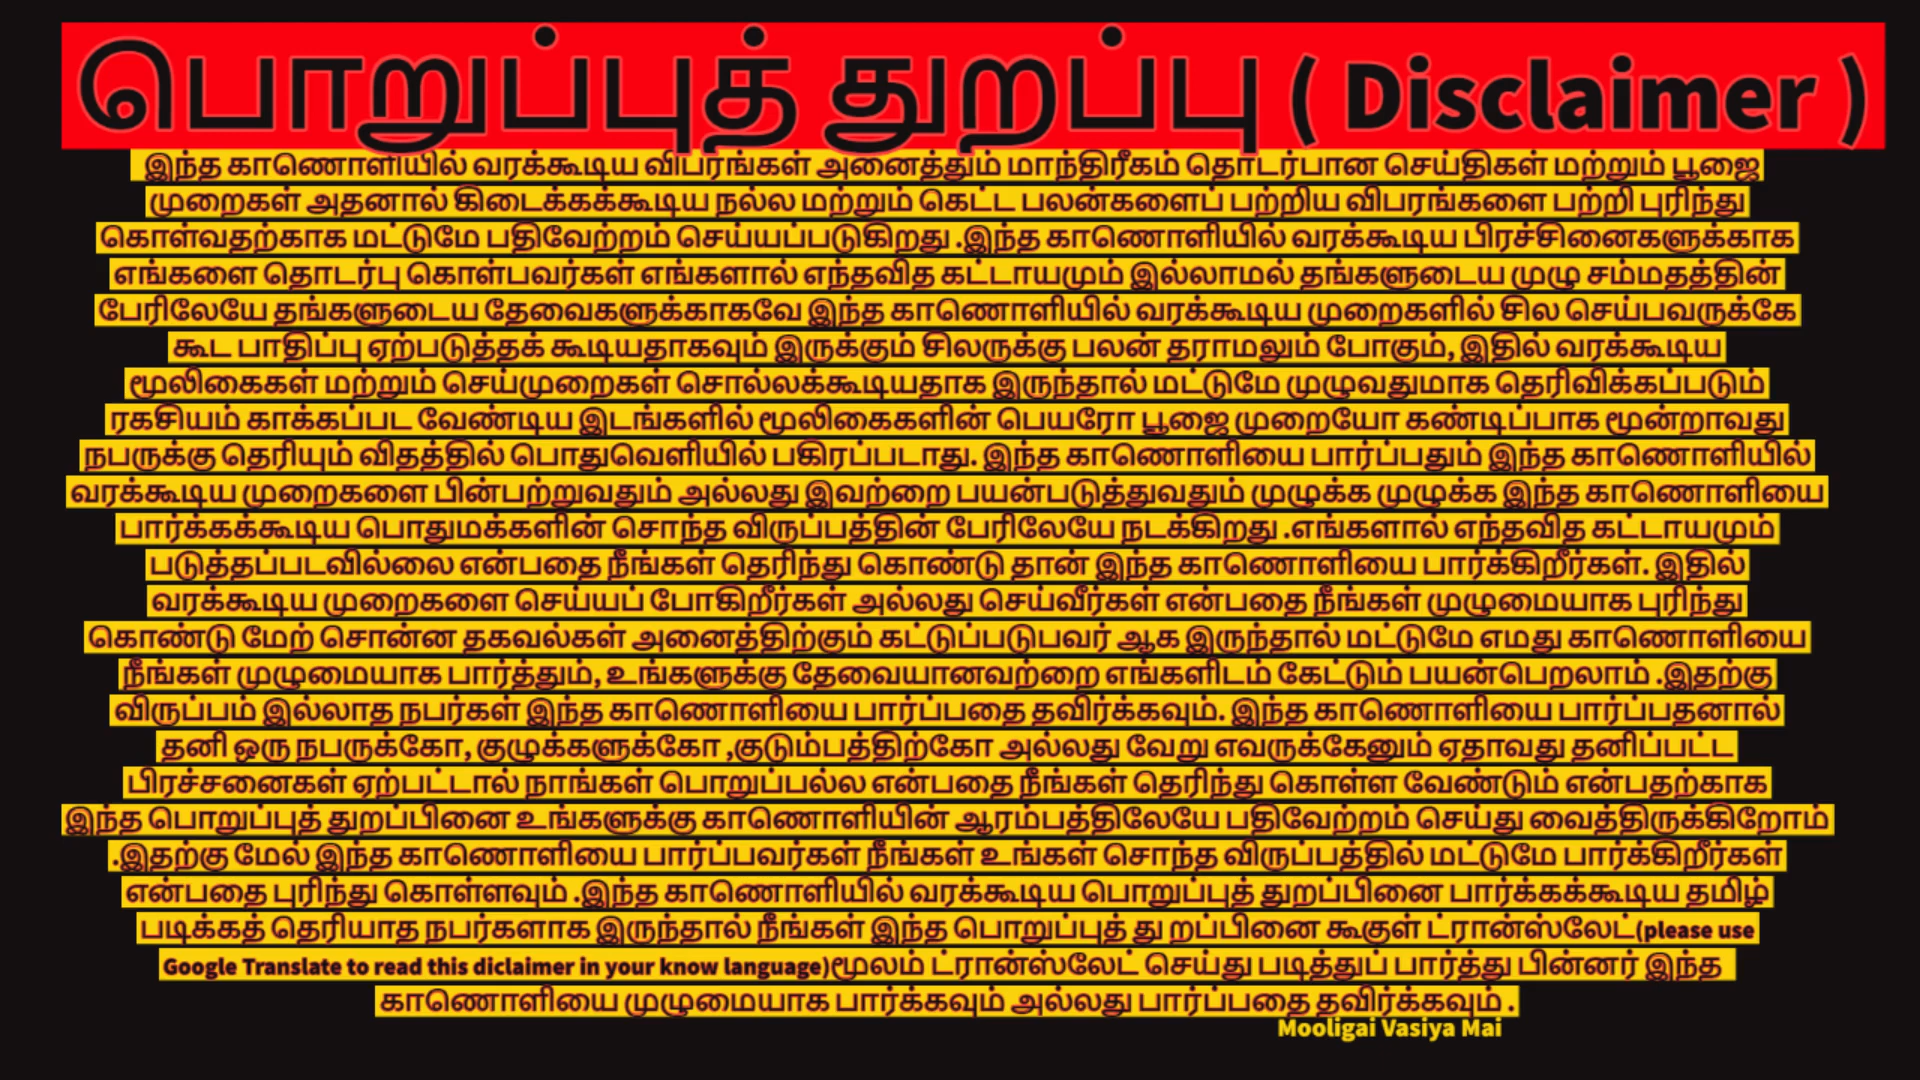 பொறுப்புத் துறப்பு ( Disclaimer )
இந்த காணொளியில் வரக்கூடிய விபரங்கள் அனைத்தும் மாந்திரீகம் தொடர்பான செய்திகள் மற்றும் பூஜை
முறைகள் அதனால் கிடைக்கக்கூடிய நல்ல மற்றும் கெட்ட பலன்களைப் பற்றிய விபரங்களை பற்றி புரிந்து
கொள்வதற்காக மட்டுமே பதிவேற்றம் செய்யப்படுகிறது .இந்த காணொளியில் வரக்கூடிய பிரச்சினைகளுக்காக
எங்களை தொடர்பு கொள்பவர்கள் எங்களால் எந்தவித கட்டாயமும் இல்லாமல் தங்களுடைய முழு சம்மதத்தின்
பேரிலேயே தங்களுடைய தேவைகளுக்காகவே இந்த காணொளியில் வரக்கூடிய முறைகளில் சில செய்பவருக்கே
கூட பாதிப்பு ஏற்படுத்தக் கூடியதாகவும் இருக்கும் சிலருக்கு பலன் தராமலும் போகும், இதில் வரக்கூடிய
மூலிகைகள் மற்றும் செய்முறைகள் சொல்லக்கூடியதாக இருந்தால் மட்டுமே முழுவதுமாக தெரிவிக்கப்படும்
ரகசியம் காக்கப்பட வேண்டிய இடங்களில் மூலிகைகளின் பெயரோ பூஜை முறையோ கண்டிப்பாக மூன்றாவது
நபருக்கு தெரியும் விதத்தில் பொதுவெளியில் பகிரப்படாது. இந்த காணொளியை பார்ப்பதும் இந்த காணொளியில்
வரக்கூடிய முறைகளை பின்பற்றுவதும் அல்லது இவற்றை பயன்படுத்துவதும் முழுக்க முழுக்க இந்த காணொளியை
பார்க்கக்கூடிய பொதுமக்களின் சொந்த விருப்பத்தின் பேரிலேயே நடக்கிறது .எங்களால் எந்தவித கட்டாயமும்
படுத்தப்படவில்லை என்பதை நீங்கள் தெரிந்து கொண்டு தான் இந்த காணொளியை பார்க்கிறீர்கள். இதில்
வரக்கூடிய முறைகளை செய்யப் போகிறீர்கள் அல்லது செய்வீர்கள் என்பதை நீங்கள் முழுமையாக புரிந்து
கொண்டு மேற் சொன்ன தகவல்கள் அனைத்திற்கும் கட்டுப்படுபவர் ஆக இருந்தால் மட்டுமே எமது காணொளியை
நீங்கள் முழுமையாக பார்த்தும், உங்களுக்கு தேவையானவற்றை எங்களிடம் கேட்டும் பயன்பெறலாம் .இதற்கு
விருப்பம் இல்லாத நபர்கள் இந்த காணொளியை பார்ப்பதை தவிர்க்கவும். இந்த காணொளியை பார்ப்பதனால்
தனி ஒரு நபருக்கோ, குழுக்களுக்கோ ,குடும்பத்திற்கோ அல்லது வேறு எவருக்கேனும் ஏதாவது தனிப்பட்ட
பிரச்சனைகள் ஏற்பட்டால் நாங்கள் பொறுப்பல்ல என்பதை நீங்கள் தெரிந்து கொள்ள வேண்டும் என்பதற்காக
இந்த பொறுப்புத் துறப்பினை உங்களுக்கு காணொளியின் ஆரம்பத்திலேயே பதிவேற்றம் செய்து வைத்திருக்கிறோம்
.இதற்கு மேல் இந்த காணொளியை பார்ப்பவர்கள் நீங்கள் உங்கள் சொந்த விருப்பத்தில் மட்டுமே பார்க்கிறீர்கள்
என்பதை புரிந்து கொள்ளவும் .இந்த காணொளியில் வரக்கூடிய பொறுப்புத் துறப்பினை பார்க்கக்கூடிய தமிழ்
படிக்கத் தெரியாத நபர்களாக இருந்தால் நீங்கள் இந்த பொறுப்புத் து றப்பினை கூகுள் ட்ரான்ஸ்லேட்(please use
Google Translate to read this diclaimer in your know language)மூலம் ட்ரான்ஸ்லேட் செய்து படித்துப் பார்த்து பின்னர் இந்த
காணொளியை முழுமையாக பார்க்கவும் அல்லது பார்ப்பதை தவிர்க்கவும் .
Mooligai Vasiya Mai